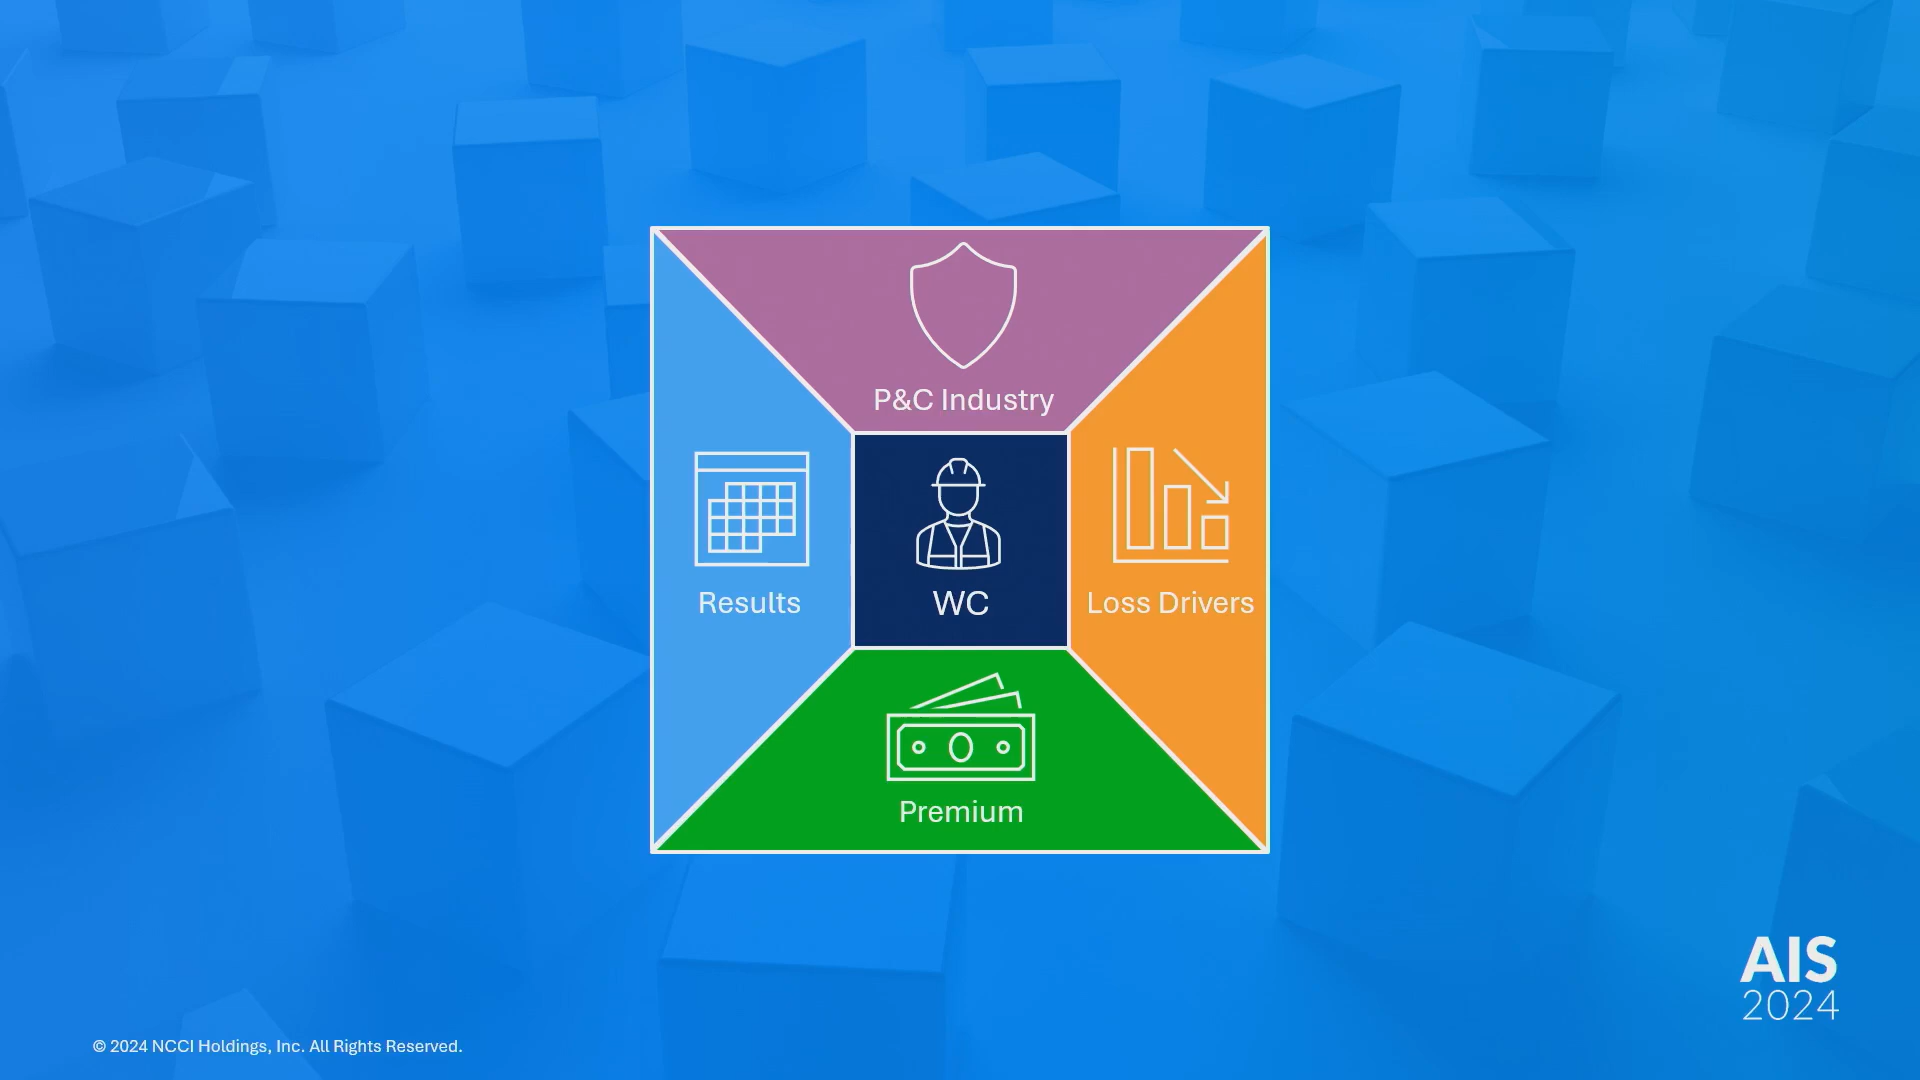 P&C Industry
Results
WC
Loss Drivers
Premium
AIS
2024
© 2024 NCCI Holdings, Inc. All Rights Reserved.